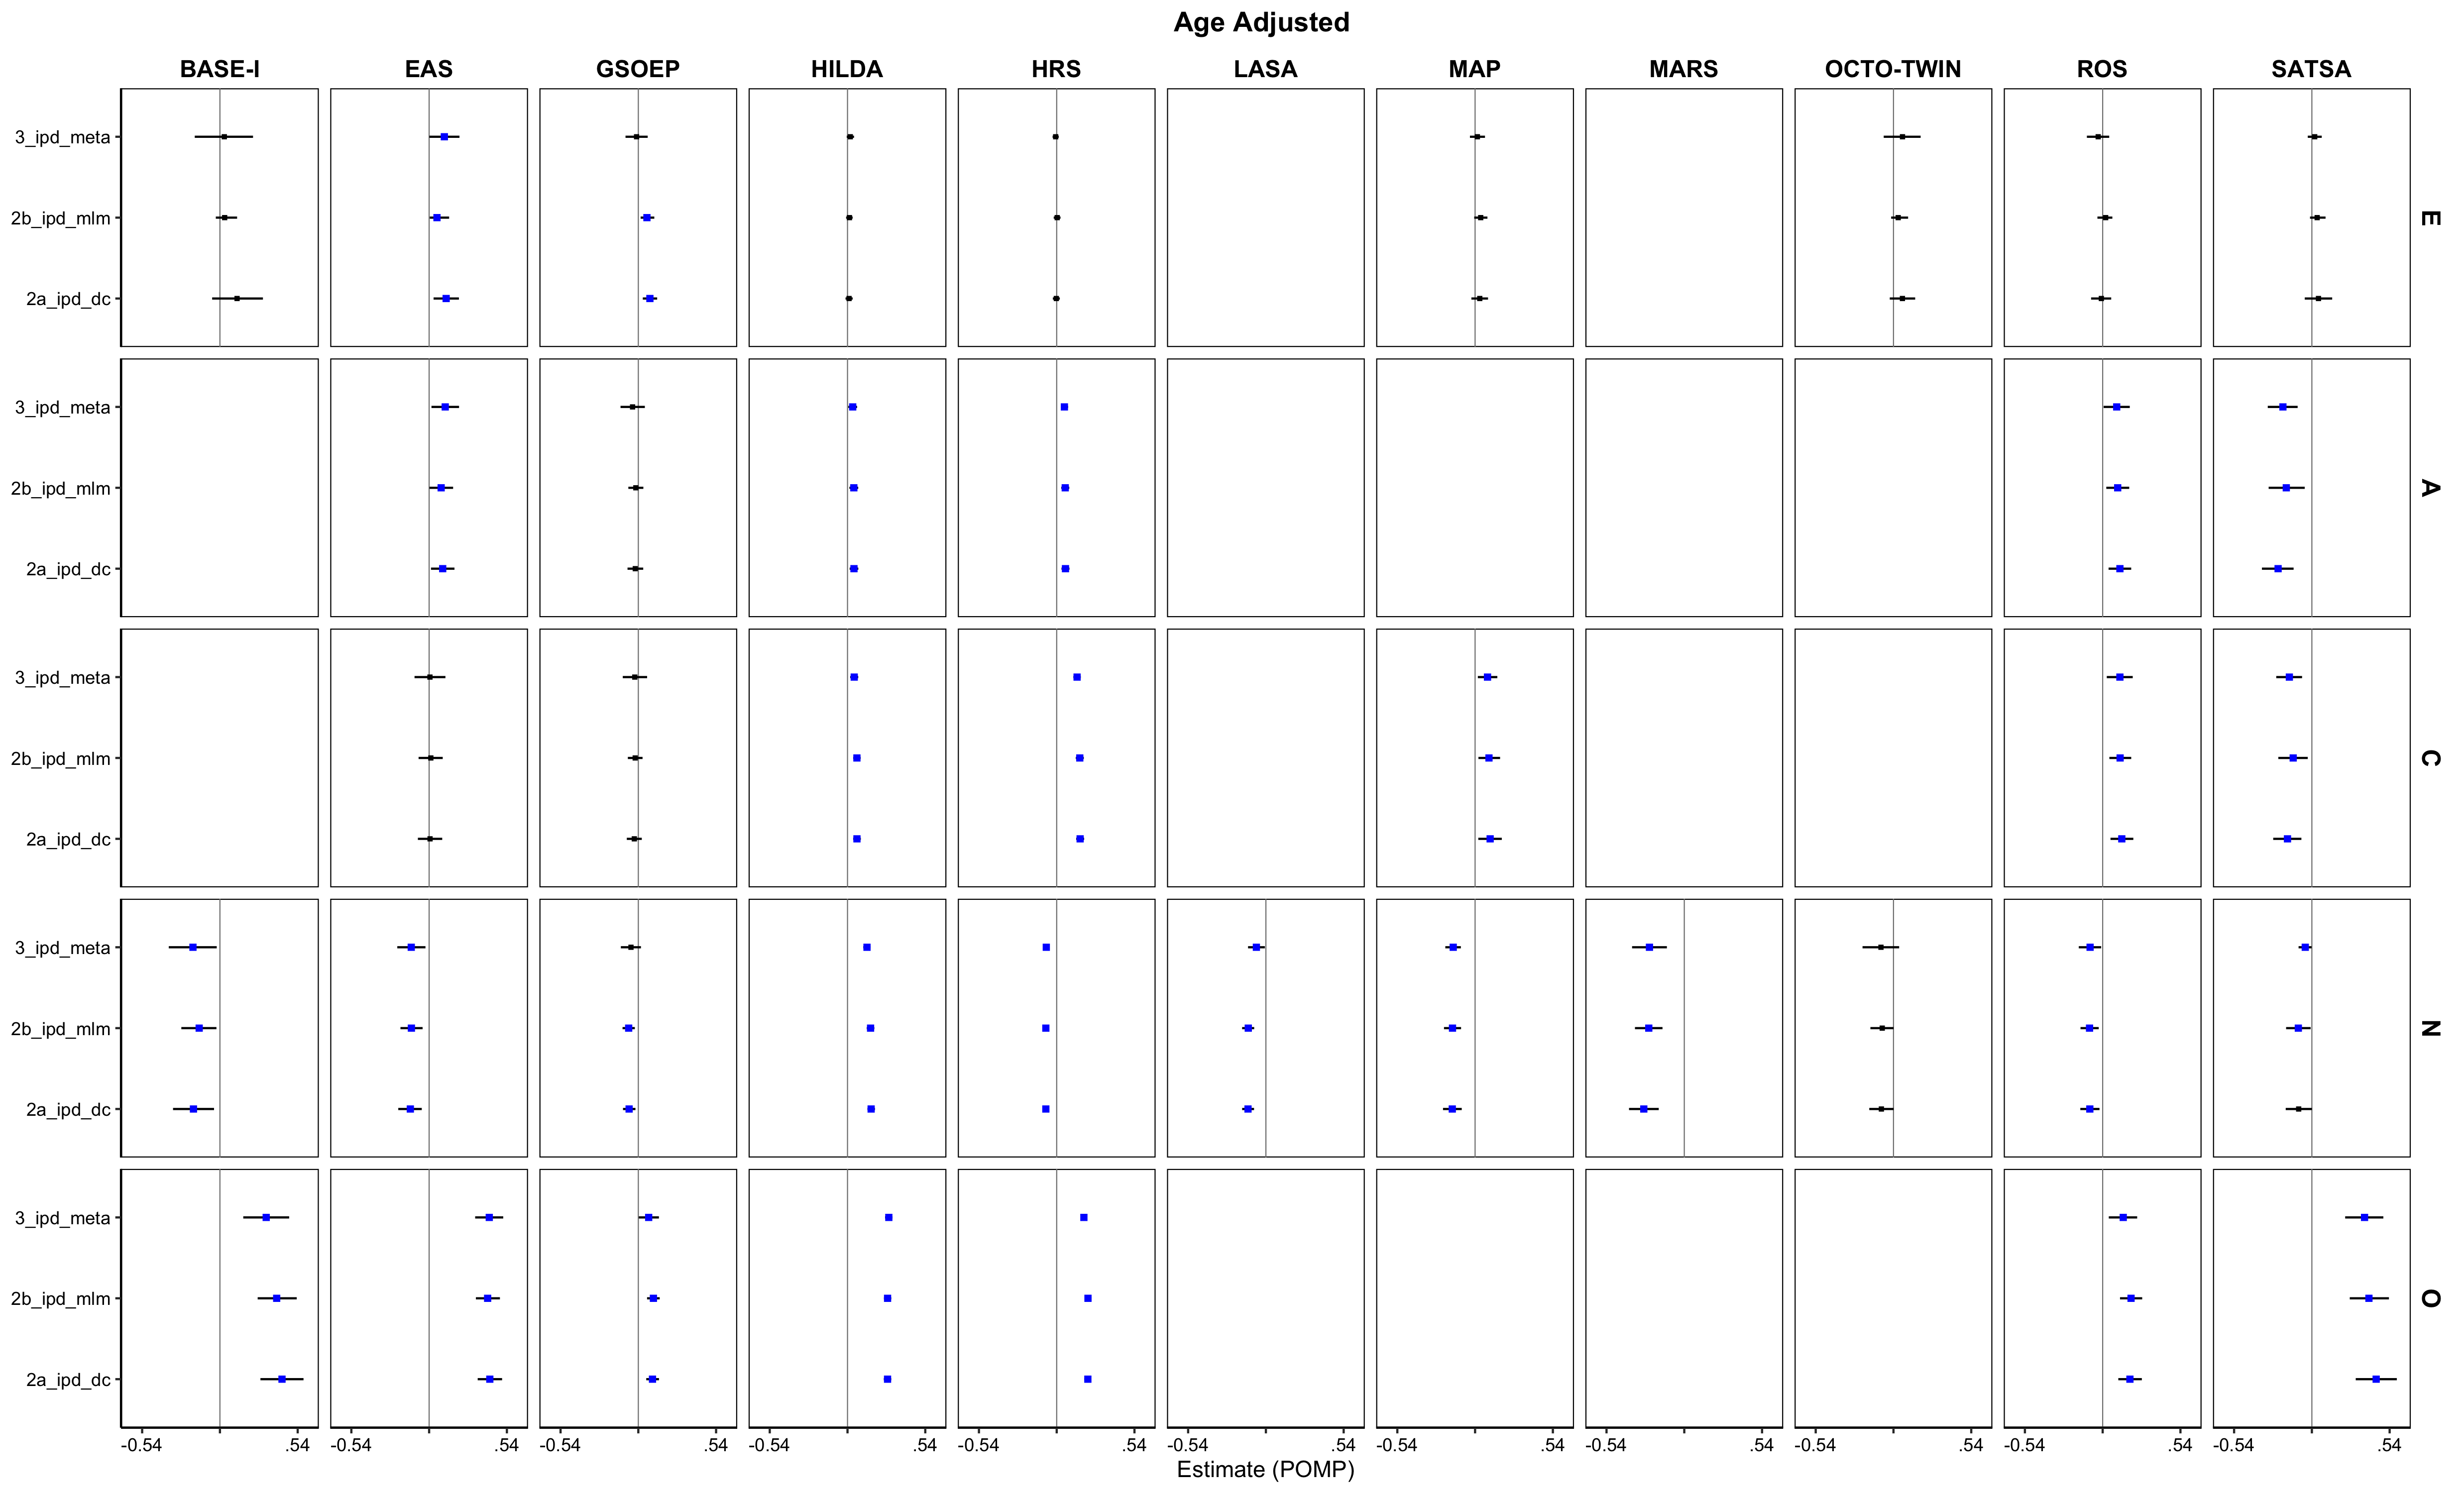 Age Adjusted
BASE-I EAS GSOEP HILDA HRS LASA MAP MARS OCTO-TWIN ROS SATSA
3_ipd_meta
2b_ipd_mlm E
2a_ipd_dc
3_ipd_meta
2b_ipd_mlm A
2a_ipd_dc
3_ipd_meta
2b_ipd_mlm C
2a_ipd_dc
3_ipd_meta
2b_ipd_mlm N
2a_ipd_dc
3_ipd_meta
2b_ipd_mlm O
2a_ipd_dc
-0.54 .54 -0.54 .54 -0.54 .54 -0.54 .54 -0.54 .54 -0.54 .54 -0.54 .54 -0.54 .54 -0.54 .54 -0.54 .54 -0.54 .54
Estimate (POMP)